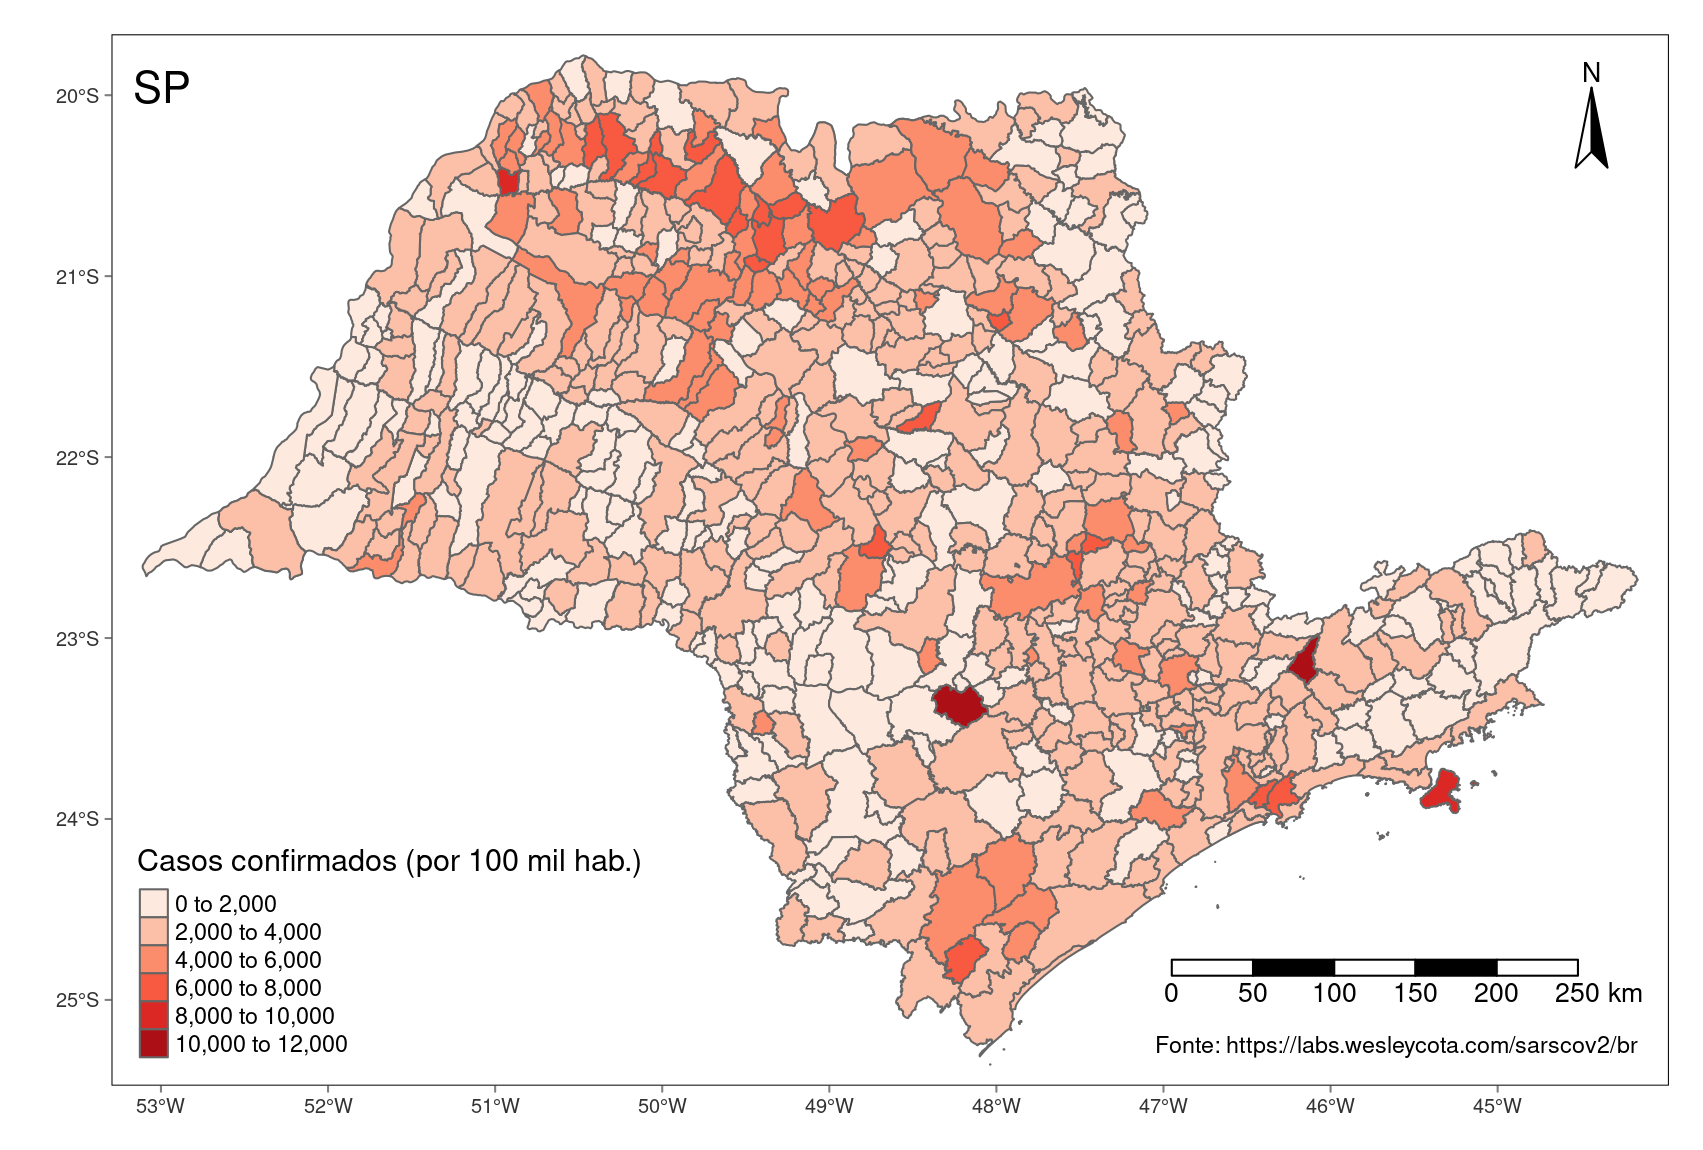 SP
N
20°S
21°S
22°S
23°S
24°S
25°S
Casos confirmados (por 100 mil hab.)
0 to 2,000
2,000 to 4,000
4,000 to 6,000
6,000 to 8,000
8,000 to 10,000
10,000 to 12,000
0 50 100 150 200 250 km
Fonte: https://labs.wesleycota.com/sarscov2/br
53°W 52°W 51°W 50°W 49°W 48°W 47°W 46°W 45°W